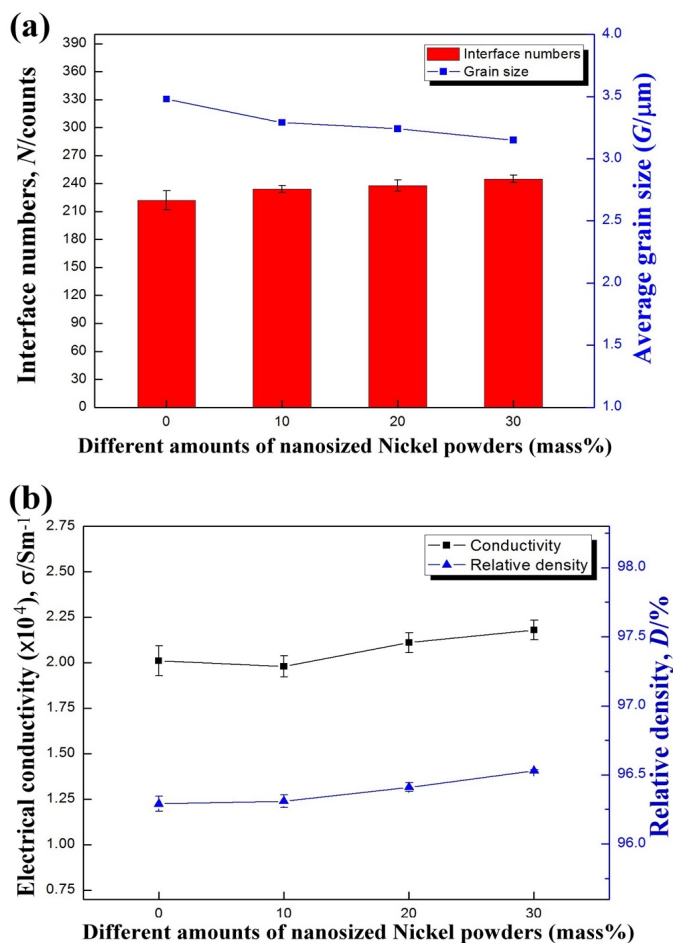 (a)
Interface numbers, N/counts
390
360
330
300
270
240
210
180
150
120
90
60
30
0
Interface numbers
Grain size
4.0
3.5
3.0
2.5
2.0
1.5
1.0
Average grain size (G/μm)
0 10 20 30
Different amounts of nanosized Nickel powders (mass%)
(b)
Electrical conductivity (x10⁴), σ/Sm⁻¹
2.75
2.50
2.25
2.00
1.75
1.50
1.25
1.00
0.75
Conductivity
Relative density
98.0
97.5
97.0
96.5
96.0
Relative density, D/%
0 10 20 30
Different amounts of nanosized Nickel powders (mass%)